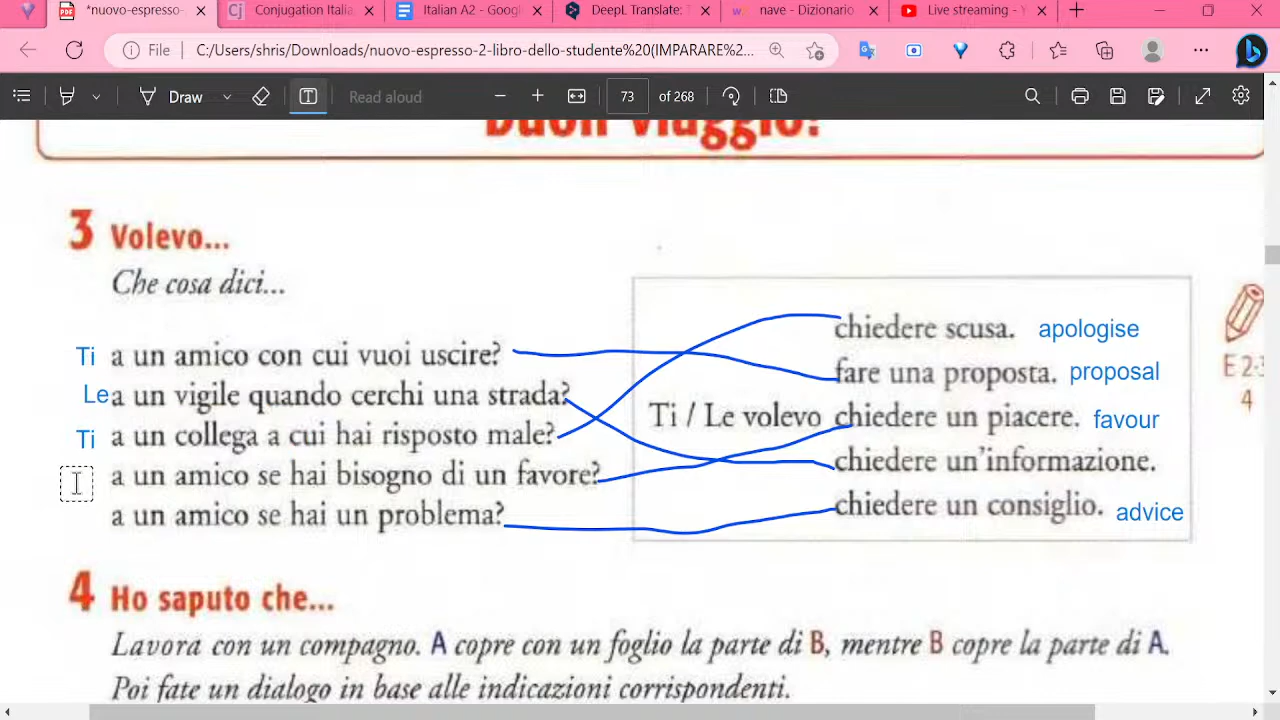 *nuovo-espresso-
Conjugation Italia
Italian A2 - Goog
DeepL Translate: T
nave - Dizionario
Live streaming - Y
File
C:/Users/shris/Downloads/nuovo-espresso-2-libro-dello-studente%20(IMPARARE%2...
Draw
Read aloud
73
of 268
Buon viaggio!
3 Volevo...
Che cosa dici...
Ti a un amico con cui vuoi uscire?
Le a un vigile quando cerchi una strada?
Ti a un collega a cui hai risposto male?
a un amico se hai bisogno di un favore?
a un amico se hai un problema?
Ti / Le volevo
chiedere scusa. apologise
fare una proposta. proposal
chiedere un piacere. favour
chiedere un'informazione.
chiedere un consiglio. advice
E 2·3
4
4 Ho saputo che...
Lavora con un compagno. A copre con un foglio la parte di B, mentre B copre la parte di A.
Poi fate un dialogo in base alle indicazioni corrispondenti.